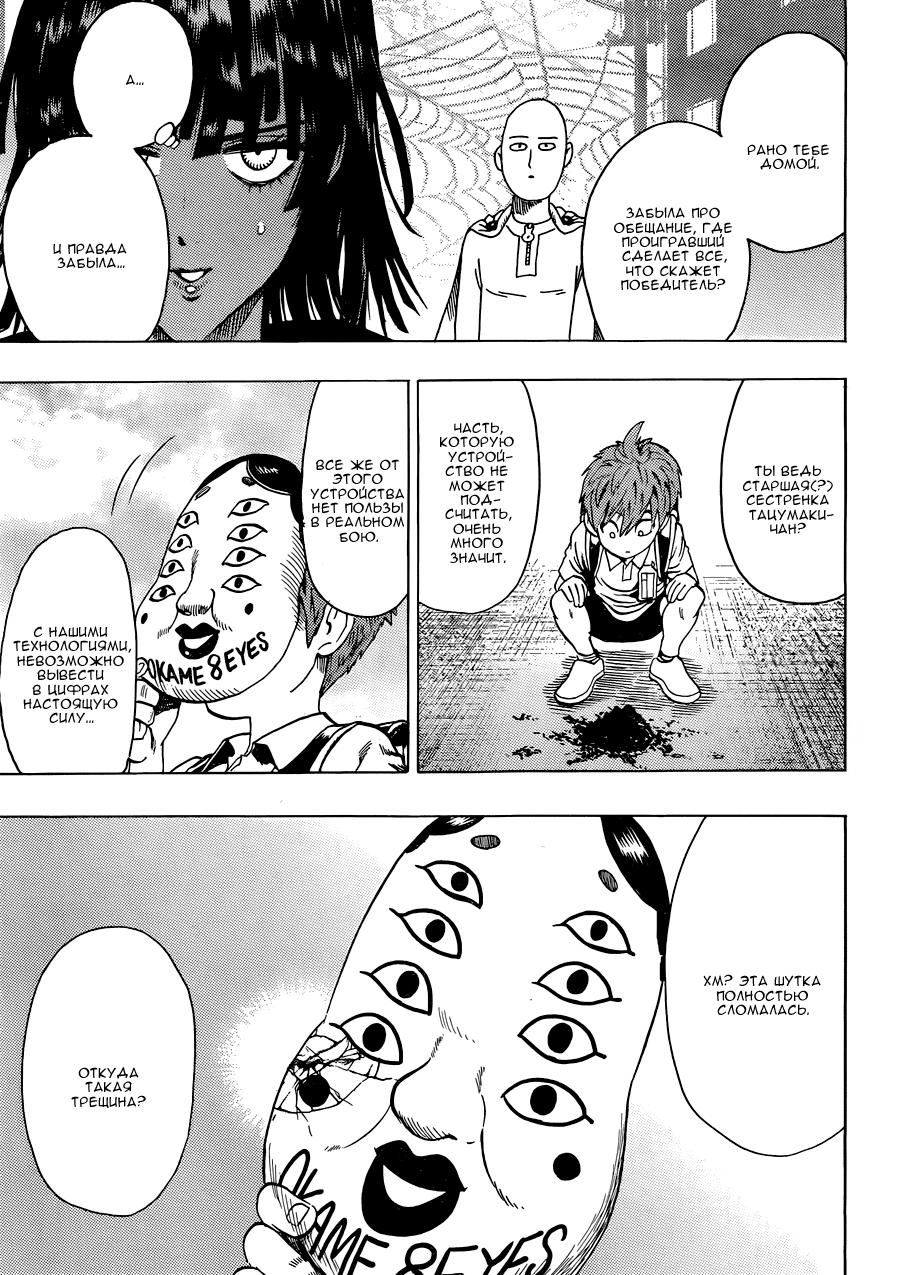 РАНО ТЕБЕ
ДОМОЙ.
ЗАБЫЛА ПРО
ОБЕЩАНИЕ, ГДЕ
ПРОИГРАВШИЙ
СДЕЛАЕТ ВСЕ,
ЧТО СКАЖЕТ
ПОБЕДИТЕЛЬ?
А...
И ПРАВДА
ЗАБЫЛА...
ТЫ ВЕДЬ
СТАРШАЯ(?)
СЕСТРЕНКА
ТАЦУМАКИ-
ЧАН?
ЧАСТЬ,
КОТОРУЮ
УСТРОЙ-
СТВО НЕ
МОЖЕТ
ПОД-
СЧИТАТЬ,
ОЧЕНЬ
МНОГО
ЗНАЧИТ.
ВСЕ ЖЕ ОТ
ЭТОГО
УСТРОЙСТВА
НЕТ ПОЛЬЗЫ
В РЕАЛЬНОМ
БОЮ.
С НАШИМИ
ТЕХНОЛОГИЯМИ,
НЕВОЗМОЖНО
ВЫВЕСТИ
В ЦИФРАХ
НАСТОЯЩУЮ
СИЛУ...
OKAME 8 EYES
ХМ? ЭТА ШУТКА
ПОЛНОСТЬЮ
СЛОМАЛАСЬ.
ОТКУДА
ТАКАЯ
ТРЕЩИНА?
OKAME 8 EYES